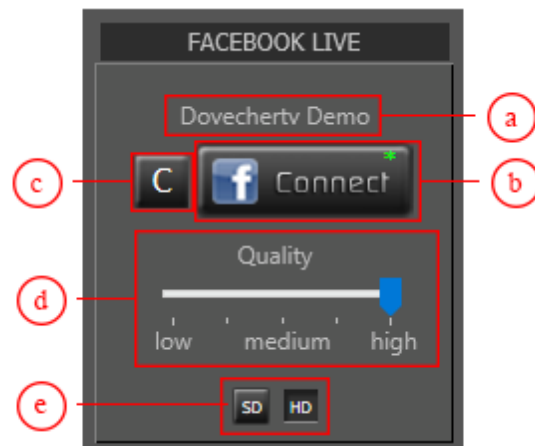 FACEBOOK LIVE
Dovechertv Demo
a
c
C
f Connect *
b
Quality
d
low medium high
e
SD HD